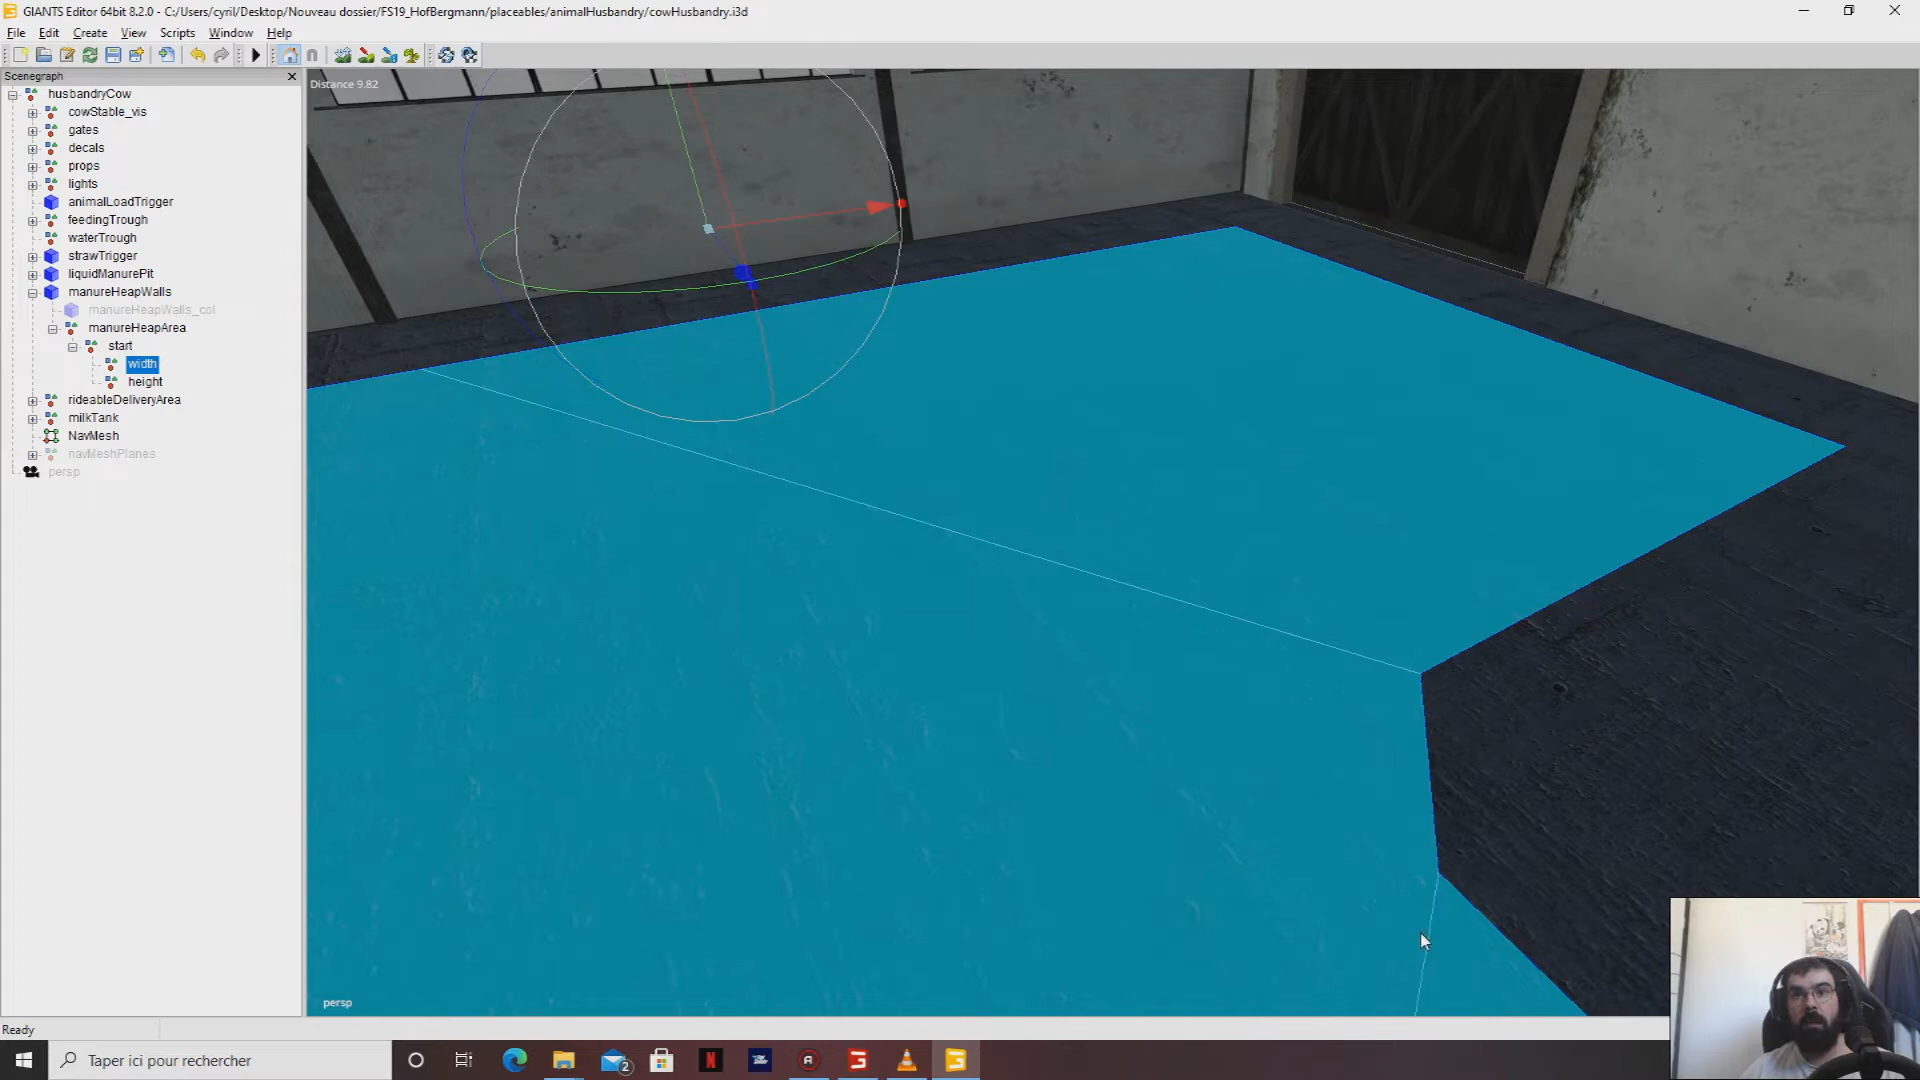 GIANTS Editor 64bit 8.2.0 - C:/Users/cyril/Desktop/Nouveau dossier/FS19_HofBergmann/placeables/animalHusbandry/cowHusbandry.i3d
File Edit Create View Scripts Window Help
Scenegraph
Distance 9.82
husbandryCow
cowStable_vis
gates
decals
props
lights
animalLoadTrigger
feedingTrough
waterTrough
strawTrigger
liquidManurePit
manureHeapWalls
manureHeapWalls_col
manureHeapArea
start
width
height
rideableDeliveryArea
milkTank
NavMesh
navMeshPlanes
persp
persp
Ready
Taper ici pour rechercher
2